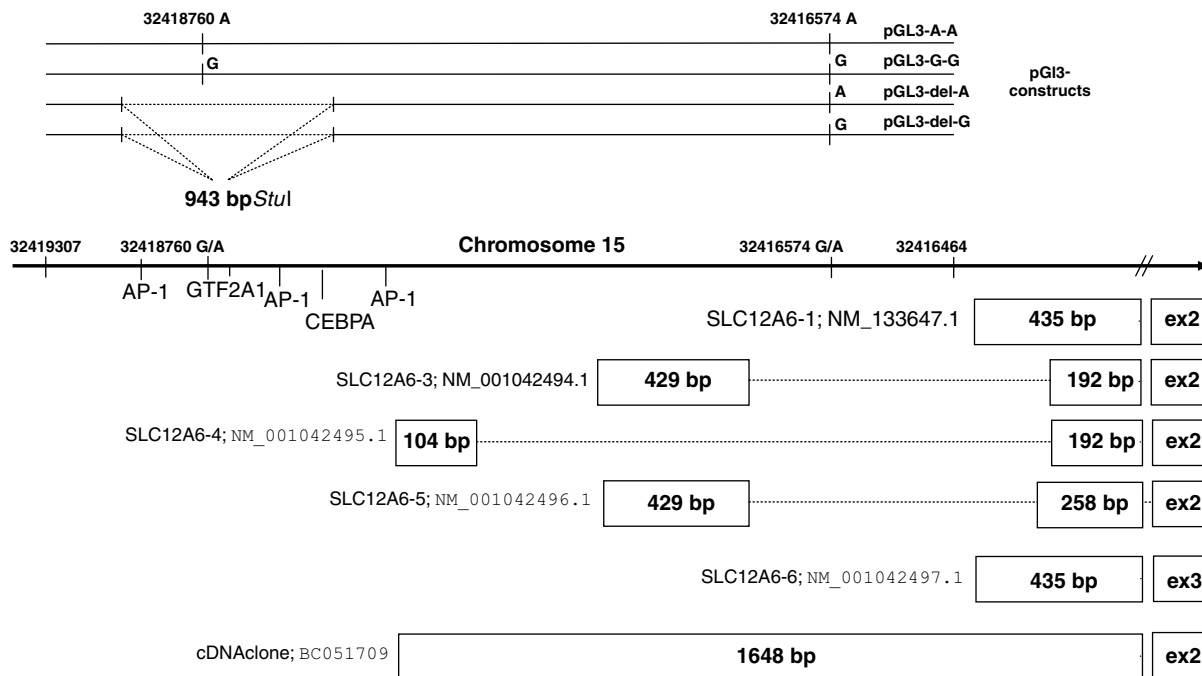 32418760 A
32416574 A
pGL3-A-A
G
G
pGL3-G-G
pGl3-
constructs
A
pGL3-del-A
G
pGL3-del-G
943 bpStuI
32419307
32418760 G/A
Chromosome 15
32416574 G/A
32416464
//
AP-1
GTF2A1
AP-1
CEBPA
AP-1
SLC12A6-1; NM_133647.1
435 bp
ex2
SLC12A6-3; NM_001042494.1
429 bp
192 bp
ex2
SLC12A6-4; NM_001042495.1
104 bp
192 bp
ex2
SLC12A6-5; NM_001042496.1
429 bp
258 bp
ex2
SLC12A6-6; NM_001042497.1
435 bp
ex3
cDNAclone; BC051709
1648 bp
ex2